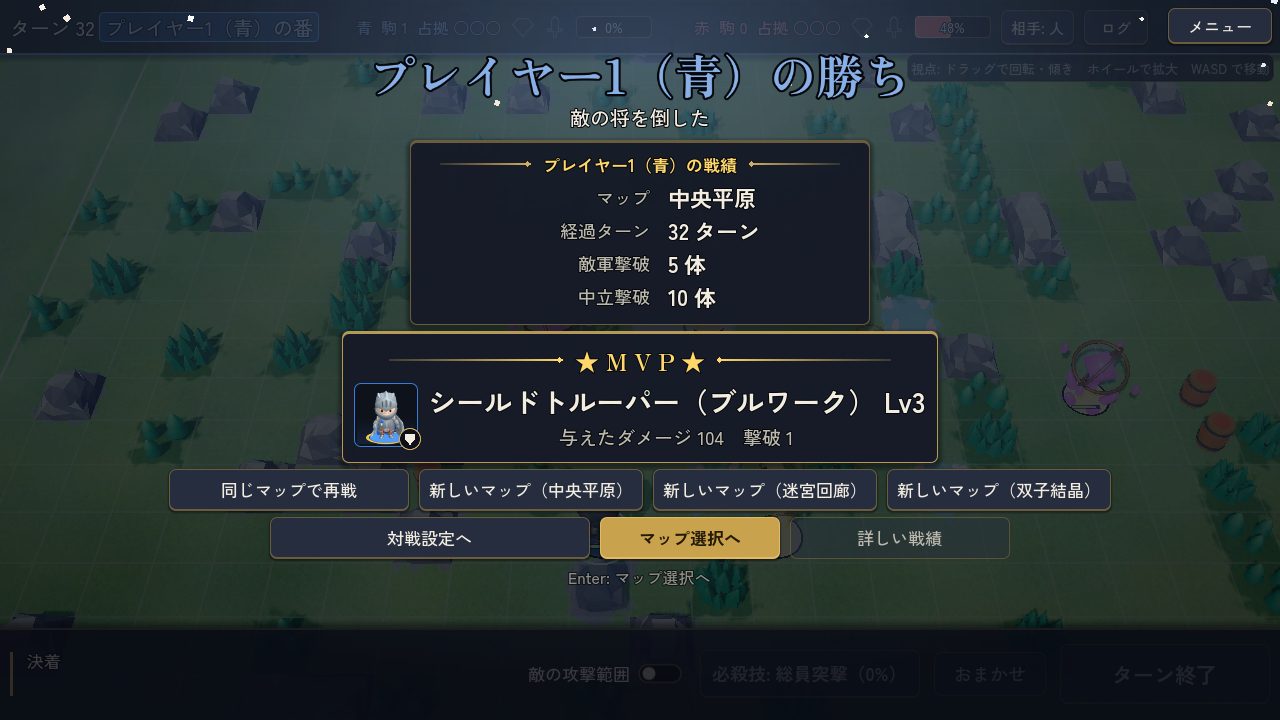 ターン 32 プレイヤー1（青）の番 青 駒 1 占拠 0% 赤 駒 0 占拠 48% 相手: 人 ログ メニュー
視点: ドラッグで回転・傾き ホイールで拡大 WASD で移動
プレイヤー1（青）の勝ち
敵の将を倒した
プレイヤー1（青）の戦績
マップ 中央平原
経過ターン 32 ターン
敵軍撃破 5 体
中立撃破 10 体
★ M V P ★
シールドトルーパー（ブルワーク） Lv3
与えたダメージ 104 撃破 1
同じマップで再戦 新しいマップ（中央平原） 新しいマップ（迷宮回廊） 新しいマップ（双子結晶）
対戦設定へ マップ選択へ 詳しい戦績
Enter: マップ選択へ
決着
敵の攻撃範囲 必殺技: 総員突撃（0%） おまかせ ターン終了